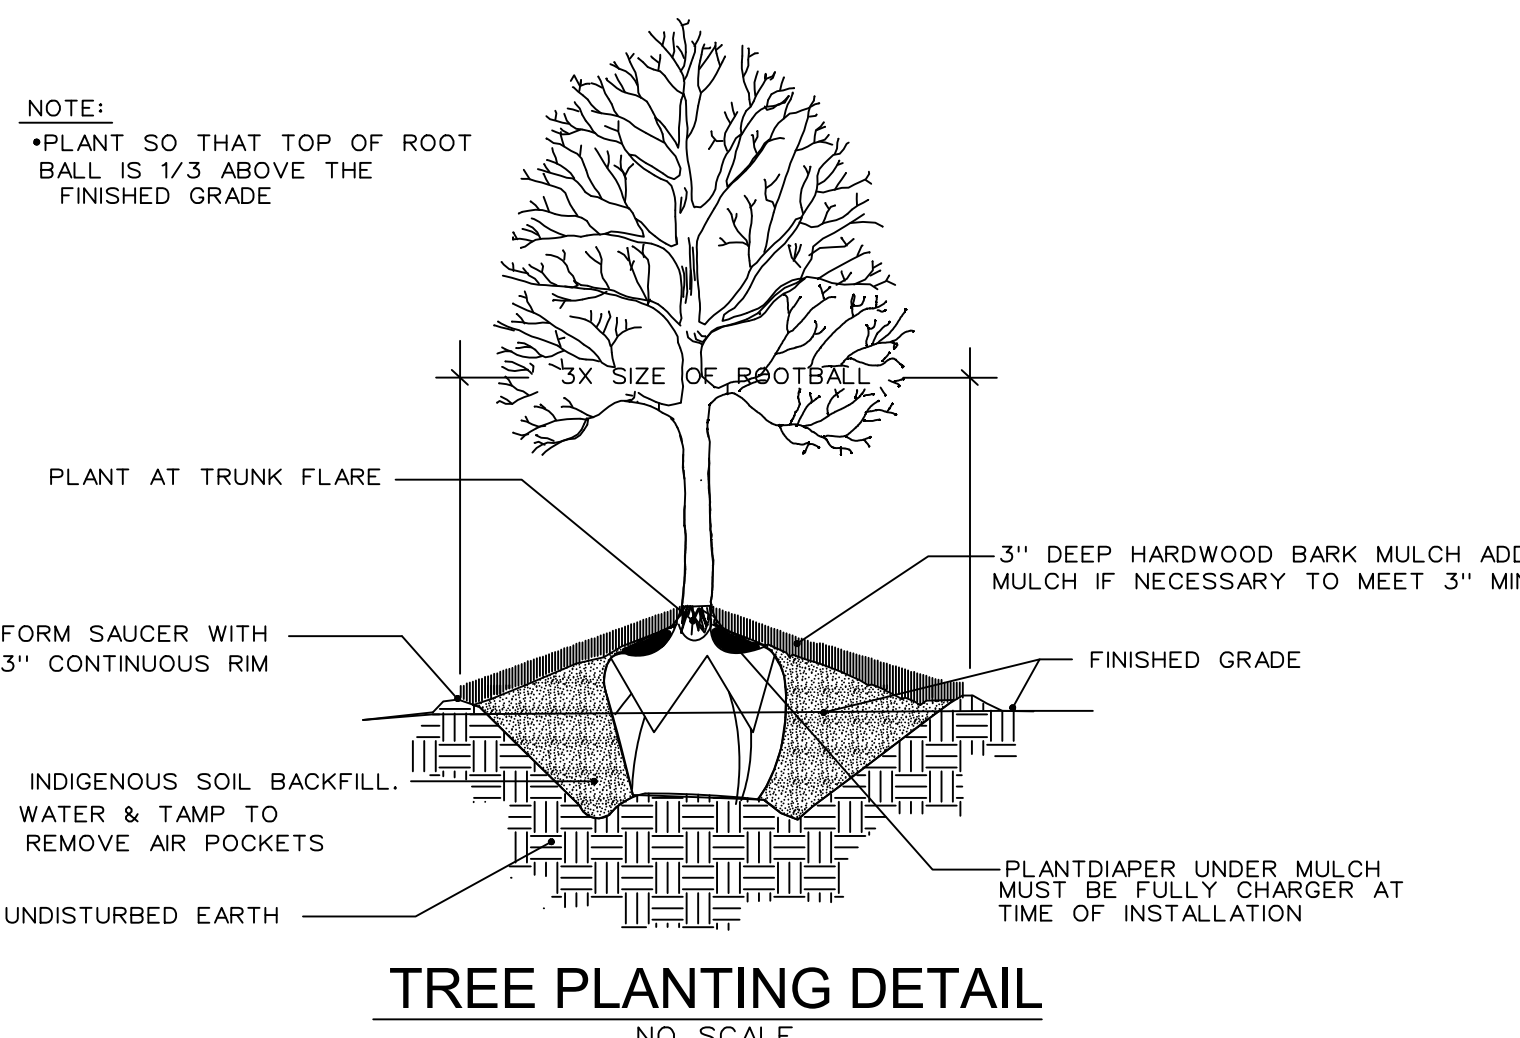 NOTE:
•PLANT SO THAT TOP OF ROOT
BALL IS 1/3 ABOVE THE
FINISHED GRADE
3X SIZE OF ROOTBALL
PLANT AT TRUNK FLARE
3" DEEP HARDWOOD BARK MULCH ADD
MULCH IF NECESSARY TO MEET 3" MIN
FORM SAUCER WITH
3" CONTINUOUS RIM
FINISHED GRADE
INDIGENOUS SOIL BACKFILL.
WATER & TAMP TO
REMOVE AIR POCKETS
PLANTDIAPER UNDER MULCH
MUST BE FULLY CHARGER AT
TIME OF INSTALLATION
UNDISTURBED EARTH
TREE PLANTING DETAIL
NO SCALE